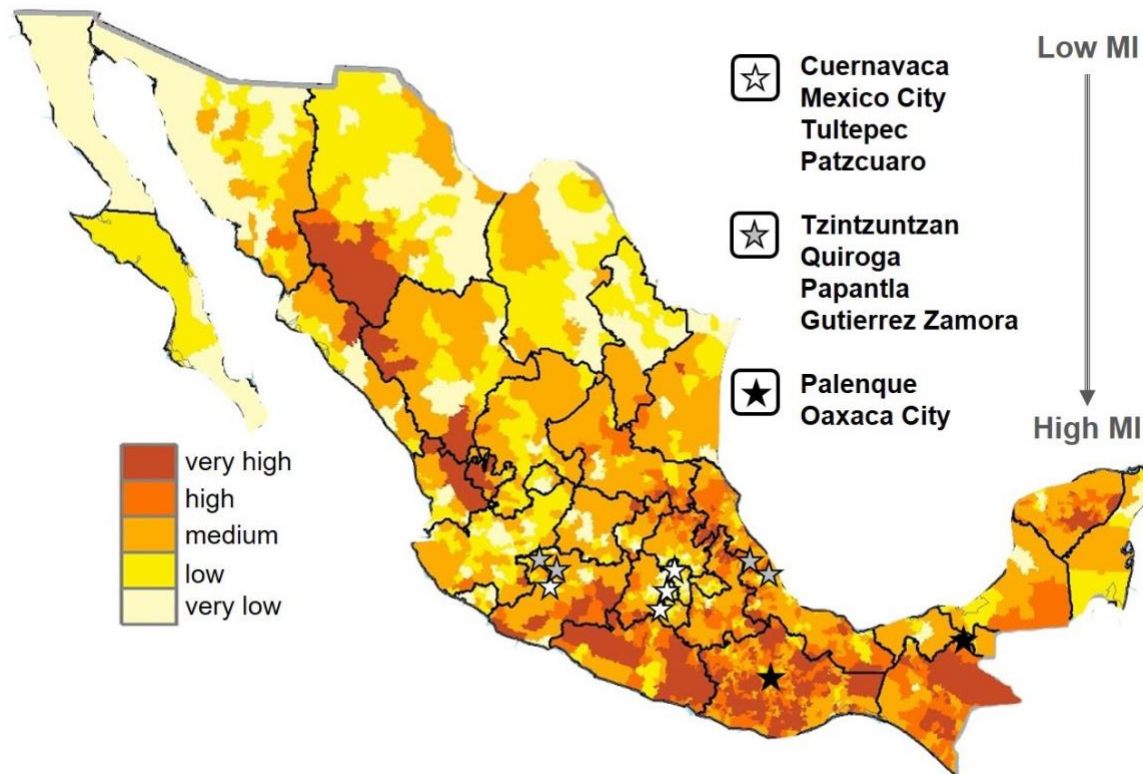 Low MI
Cuernavaca
Mexico City
Tultepec
Patzcuaro
Tzintzuntzan
Quiroga
Papantla
Gutierrez Zamora
Palenque
Oaxaca City
High MI
very high
high
medium
low
very low